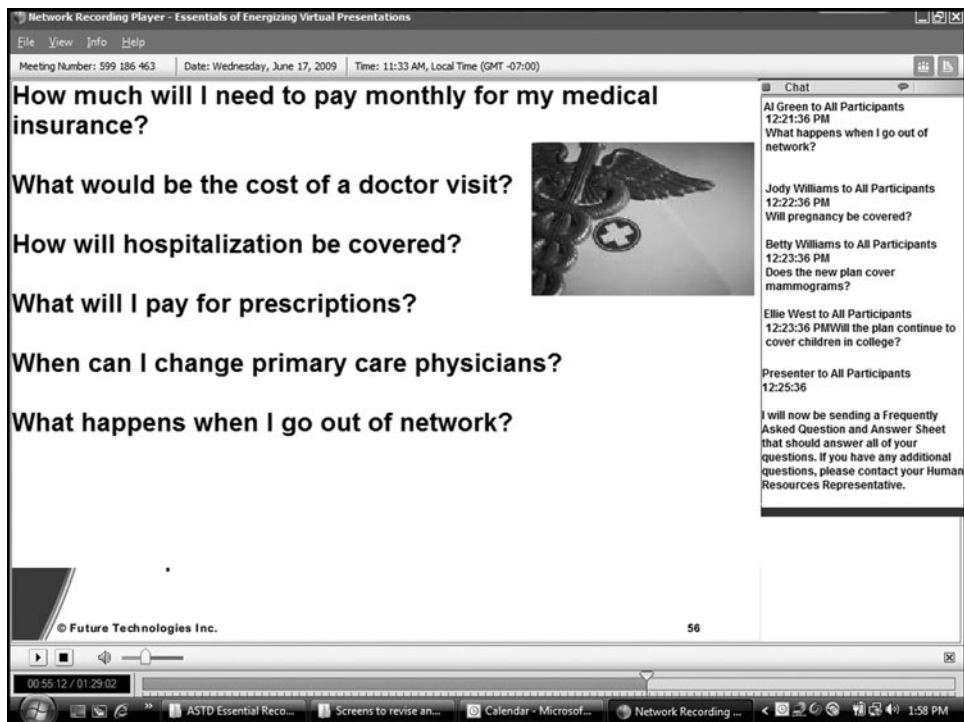 Network Recording Player - Essentials of Energizing Virtual Presentations
File View Info Help
Meeting Number: 599 186 463 Date: Wednesday, June 17, 2009 Time: 11:33 AM, Local Time (GMT -07:00)
How much will I need to pay monthly for my medical
insurance?
What would be the cost of a doctor visit?
How will hospitalization be covered?
What will I pay for prescriptions?
When can I change primary care physicians?
What happens when I go out of network?
© Future Technologies Inc.
56
Chat
Al Green to All Participants
12:21:36 PM
What happens when I go out of
network?
Jody Williams to All Participants
12:22:36 PM
Will pregnancy be covered?
Betty Williams to All Participants
12:23:36 PM
Does the new plan cover
mammograms?
Ellie West to All Participants
12:23:36 PMWill the plan continue to
cover children in college?
Presenter to All Participants
12:25:36
I will now be sending a Frequently
Asked Question and Answer Sheet
that should answer all of your
questions. If you have any additional
questions, please contact your Human
Resources Representative.
00:55:12 / 01:29:02
ASTD Essential Reco... Screens to revise an... Calendar - Microsof... Network Recording ... 1:58 PM